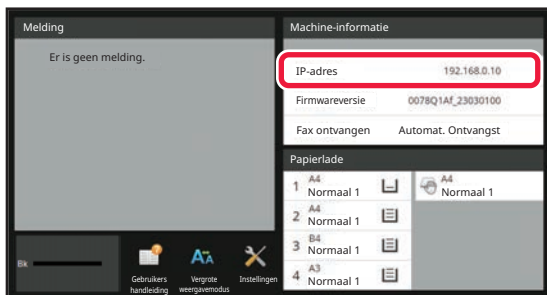 Melding
Er is geen melding.
Machine-informatie
IP-adres 192.168.0.10
Firmwareversie 0078Q1Af_23030100
Fax ontvangen Automat. Ontvangst
Papierlade
1 A4
Normaal 1
A4
Normaal 1
2 A4
Normaal 1
3 B4
Normaal 1
4 A3
Normaal 1
Bk
Gebruikers
handleiding
Vergrote
weergavemodus
Instellingen